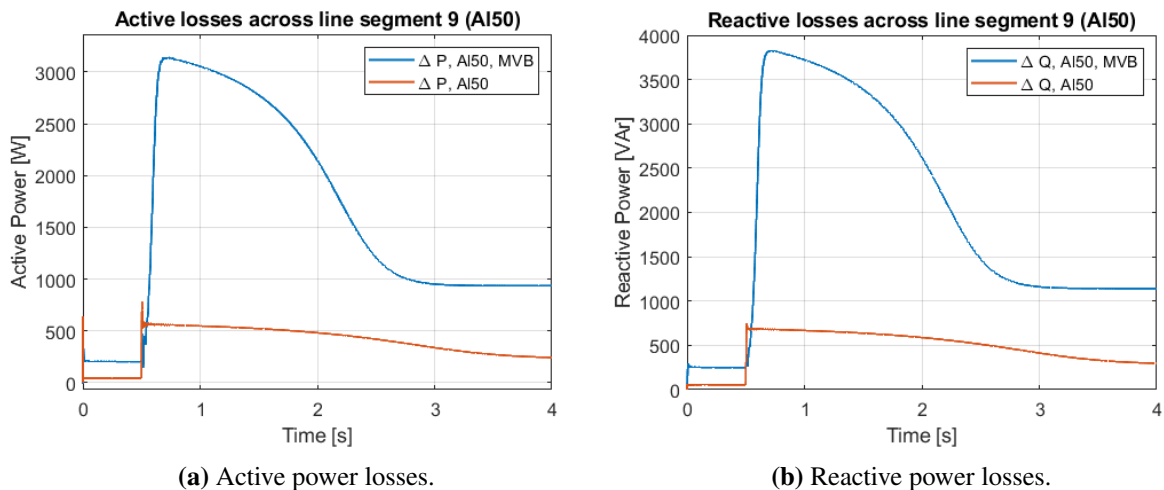 Active losses across line segment 9 (Al50)
3000
2500
2000
1500
1000
500
0
Active Power [W]
Δ P, Al50, MVB
Δ P, Al50
0 1 2 3 4
Time [s]
(a) Active power losses.
Reactive losses across line segment 9 (Al50)
4000
3500
3000
2500
2000
1500
1000
500
0
Reactive Power [VAr]
Δ Q, Al50, MVB
Δ Q, Al50
0 1 2 3 4
Time [s]
(b) Reactive power losses.